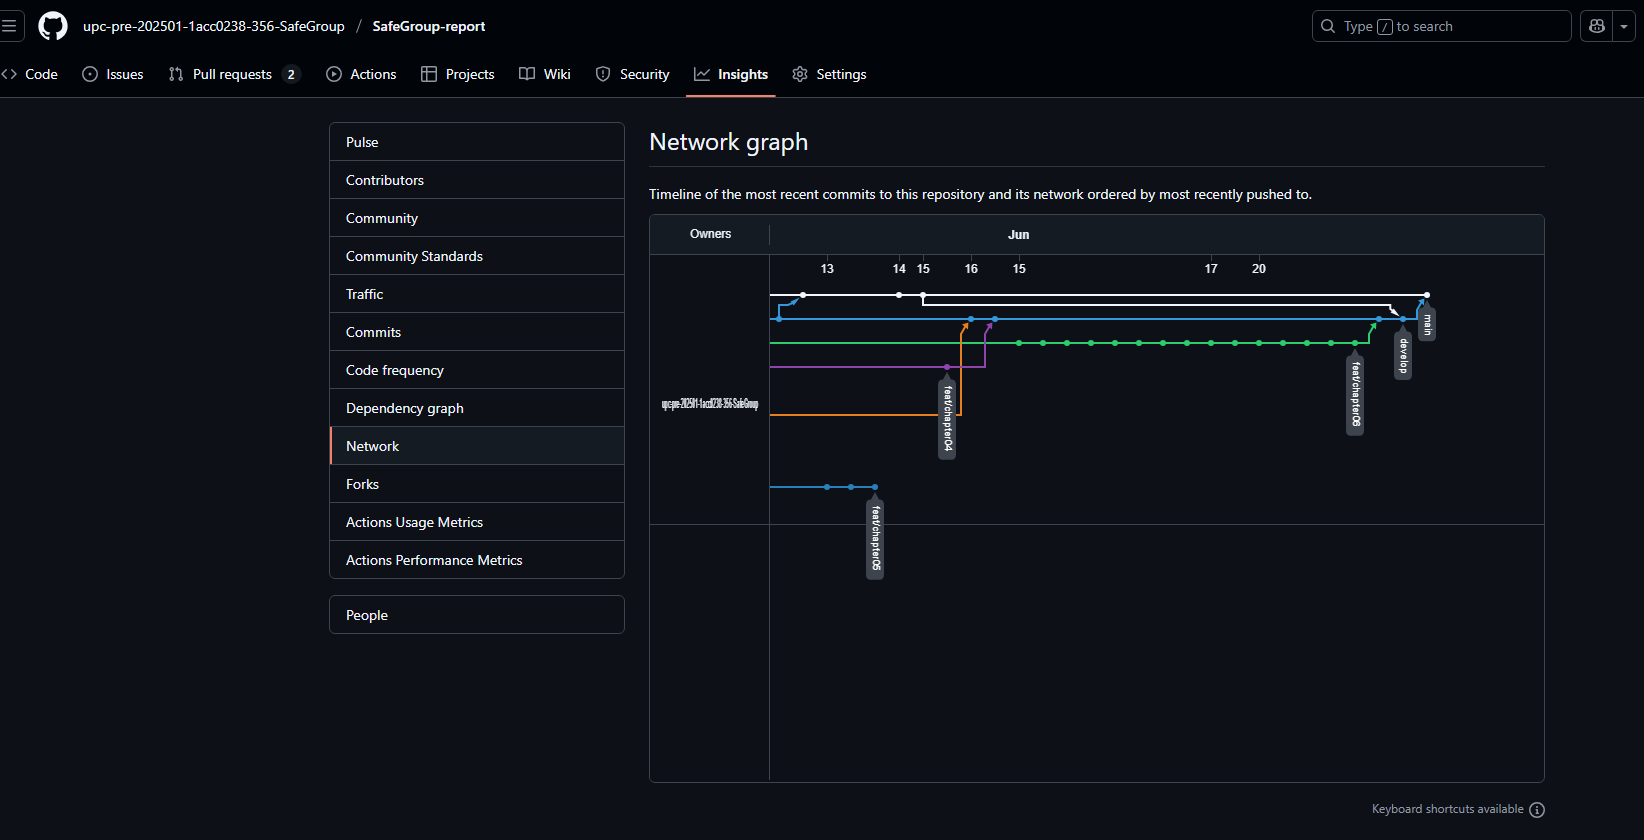 upc-pre-202501-1acc0238-356-SafeGroup / SafeGroup-report
Type / to search
Code Issues Pull requests 2 Actions Projects Wiki Security Insights Settings
Pulse
Contributors
Community
Community Standards
Traffic
Commits
Code frequency
Dependency graph
Network
Forks
Actions Usage Metrics
Actions Performance Metrics
People
Network graph
Timeline of the most recent commits to this repository and its network ordered by most recently pushed to.
Owners Jun
13 14 15 16 15 17 20
upc-pre-202501-1acc0238-356-SafeGroup
main
develop
feat/chapter06
feat/chapter04
feat/chapter05
Keyboard shortcuts available